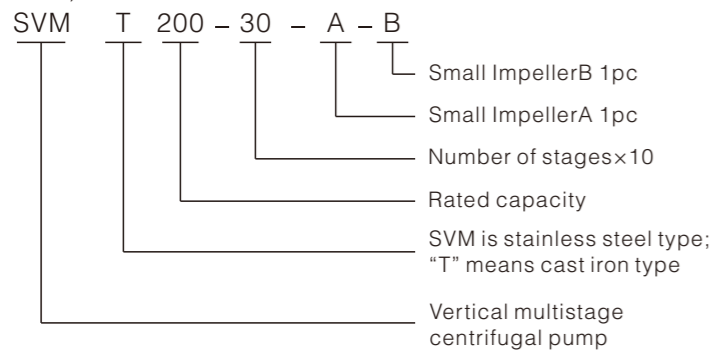 SVM T 200 – 30 – A – B
Small ImpellerB 1pc
Small ImpellerA 1pc
Number of stages×10
Rated capacity
SVM is stainless steel type;
“T” means cast iron type
Vertical multistage
centrifugal pump